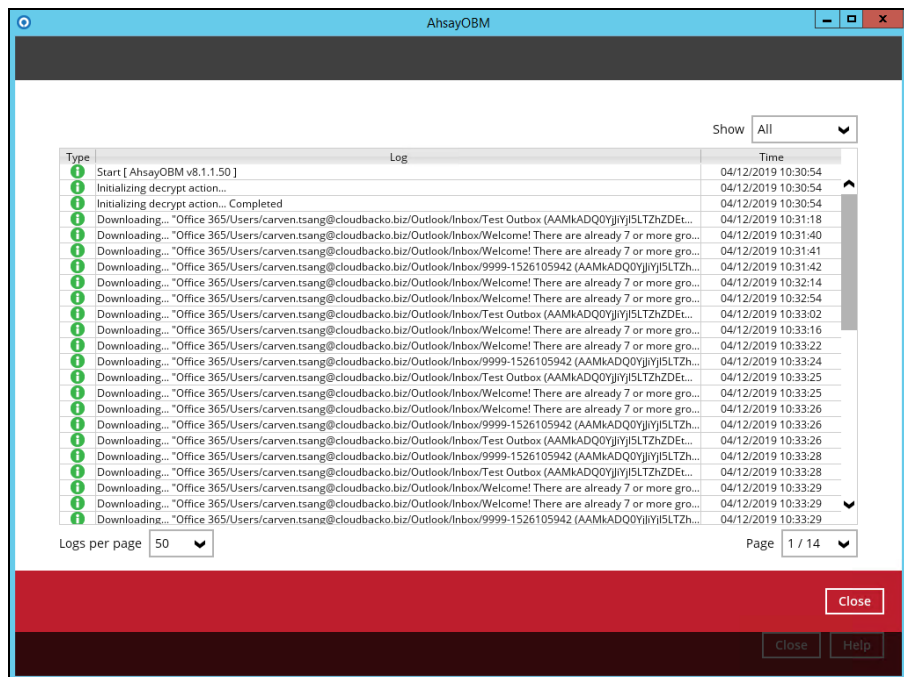 AhsayOBM
Show All
Type Log Time
Start [ AhsayOBM v8.1.1.50 ] 04/12/2019 10:30:54
Initializing decrypt action... 04/12/2019 10:30:54
Initializing decrypt action... Completed 04/12/2019 10:30:54
Downloading... "Office 365/Users/carven.tsang@cloudbacko.biz/Outlook/Inbox/Test Outbox (AAMkADQ0YjJiYjI5LTZhZDEt... 04/12/2019 10:31:18
Downloading... "Office 365/Users/carven.tsang@cloudbacko.biz/Outlook/Inbox/Welcome! There are already 7 or more gro... 04/12/2019 10:31:40
Downloading... "Office 365/Users/carven.tsang@cloudbacko.biz/Outlook/Inbox/Welcome! There are already 7 or more gro... 04/12/2019 10:31:41
Downloading... "Office 365/Users/carven.tsang@cloudbacko.biz/Outlook/Inbox/9999-1526105942 (AAMkADQ0YjJiYjI5LTZh... 04/12/2019 10:31:42
Downloading... "Office 365/Users/carven.tsang@cloudbacko.biz/Outlook/Inbox/Welcome! There are already 7 or more gro... 04/12/2019 10:32:14
Downloading... "Office 365/Users/carven.tsang@cloudbacko.biz/Outlook/Inbox/Welcome! There are already 7 or more gro... 04/12/2019 10:32:54
Downloading... "Office 365/Users/carven.tsang@cloudbacko.biz/Outlook/Inbox/Test Outbox (AAMkADQ0YjJiYjI5LTZhZDEt... 04/12/2019 10:33:02
Downloading... "Office 365/Users/carven.tsang@cloudbacko.biz/Outlook/Inbox/Welcome! There are already 7 or more gro... 04/12/2019 10:33:16
Downloading... "Office 365/Users/carven.tsang@cloudbacko.biz/Outlook/Inbox/Welcome! There are already 7 or more gro... 04/12/2019 10:33:22
Downloading... "Office 365/Users/carven.tsang@cloudbacko.biz/Outlook/Inbox/9999-1526105942 (AAMkADQ0YjJiYjI5LTZh... 04/12/2019 10:33:24
Downloading... "Office 365/Users/carven.tsang@cloudbacko.biz/Outlook/Inbox/Test Outbox (AAMkADQ0YjJiYjI5LTZhZDEt... 04/12/2019 10:33:25
Downloading... "Office 365/Users/carven.tsang@cloudbacko.biz/Outlook/Inbox/Welcome! There are already 7 or more gro... 04/12/2019 10:33:25
Downloading... "Office 365/Users/carven.tsang@cloudbacko.biz/Outlook/Inbox/Welcome! There are already 7 or more gro... 04/12/2019 10:33:26
Downloading... "Office 365/Users/carven.tsang@cloudbacko.biz/Outlook/Inbox/9999-1526105942 (AAMkADQ0YjJiYjI5LTZh... 04/12/2019 10:33:26
Downloading... "Office 365/Users/carven.tsang@cloudbacko.biz/Outlook/Inbox/Test Outbox (AAMkADQ0YjJiYjI5LTZhZDEt... 04/12/2019 10:33:26
Downloading... "Office 365/Users/carven.tsang@cloudbacko.biz/Outlook/Inbox/9999-1526105942 (AAMkADQ0YjJiYjI5LTZh... 04/12/2019 10:33:28
Downloading... "Office 365/Users/carven.tsang@cloudbacko.biz/Outlook/Inbox/Test Outbox (AAMkADQ0YjJiYjI5LTZhZDEt... 04/12/2019 10:33:28
Downloading... "Office 365/Users/carven.tsang@cloudbacko.biz/Outlook/Inbox/Welcome! There are already 7 or more gro... 04/12/2019 10:33:29
Downloading... "Office 365/Users/carven.tsang@cloudbacko.biz/Outlook/Inbox/Welcome! There are already 7 or more gro... 04/12/2019 10:33:29
Downloading... "Office 365/Users/carven.tsang@cloudbacko.biz/Outlook/Inbox/9999-1526105942 (AAMkADQ0YjJiYjI5LTZh... 04/12/2019 10:33:29
Logs per page 50 Page 1 / 14
Close
Close Help